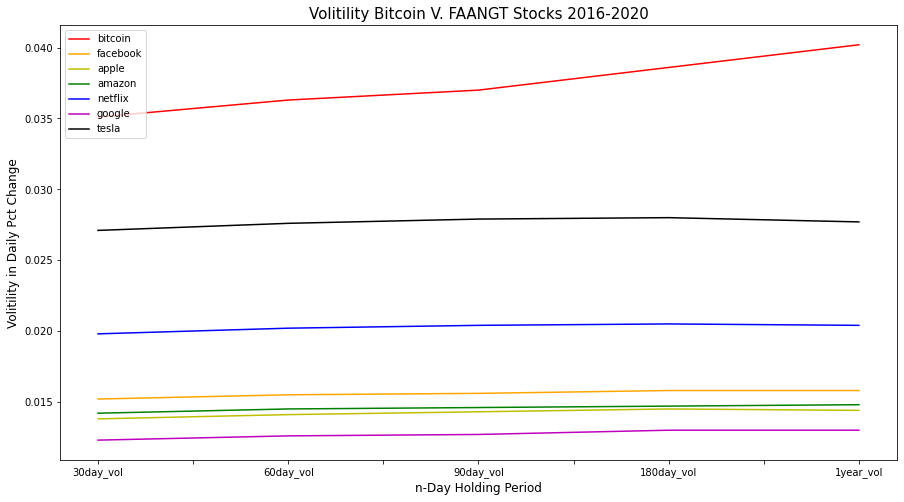 Volitility Bitcoin V. FAANGT Stocks 2016-2020
bitcoin
facebook
apple
amazon
netflix
google
tesla
0.040
0.035
0.030
0.025
0.020
0.015
Volitility in Daily Pct Change
30day_vol 60day_vol 90day_vol 180day_vol 1year_vol
n-Day Holding Period